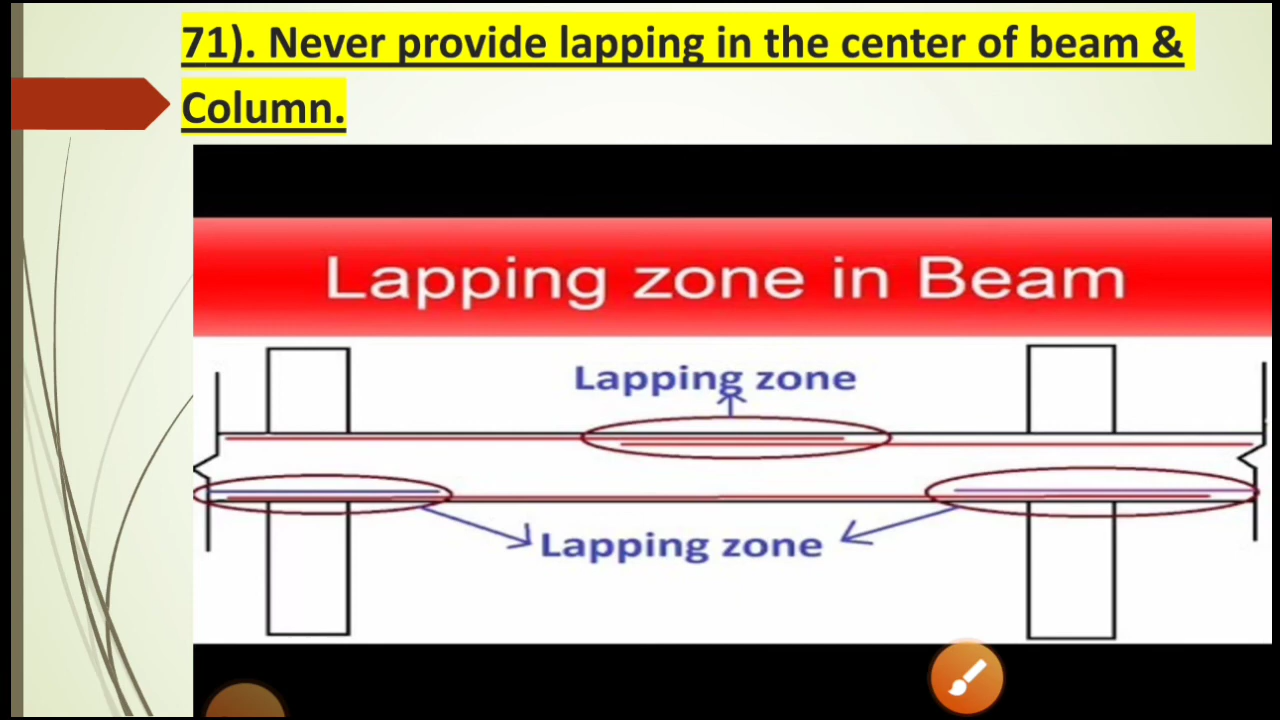 71). Never provide lapping in the center of beam &
Column.
Lapping zone in Beam
Lapping zone
Lapping zone